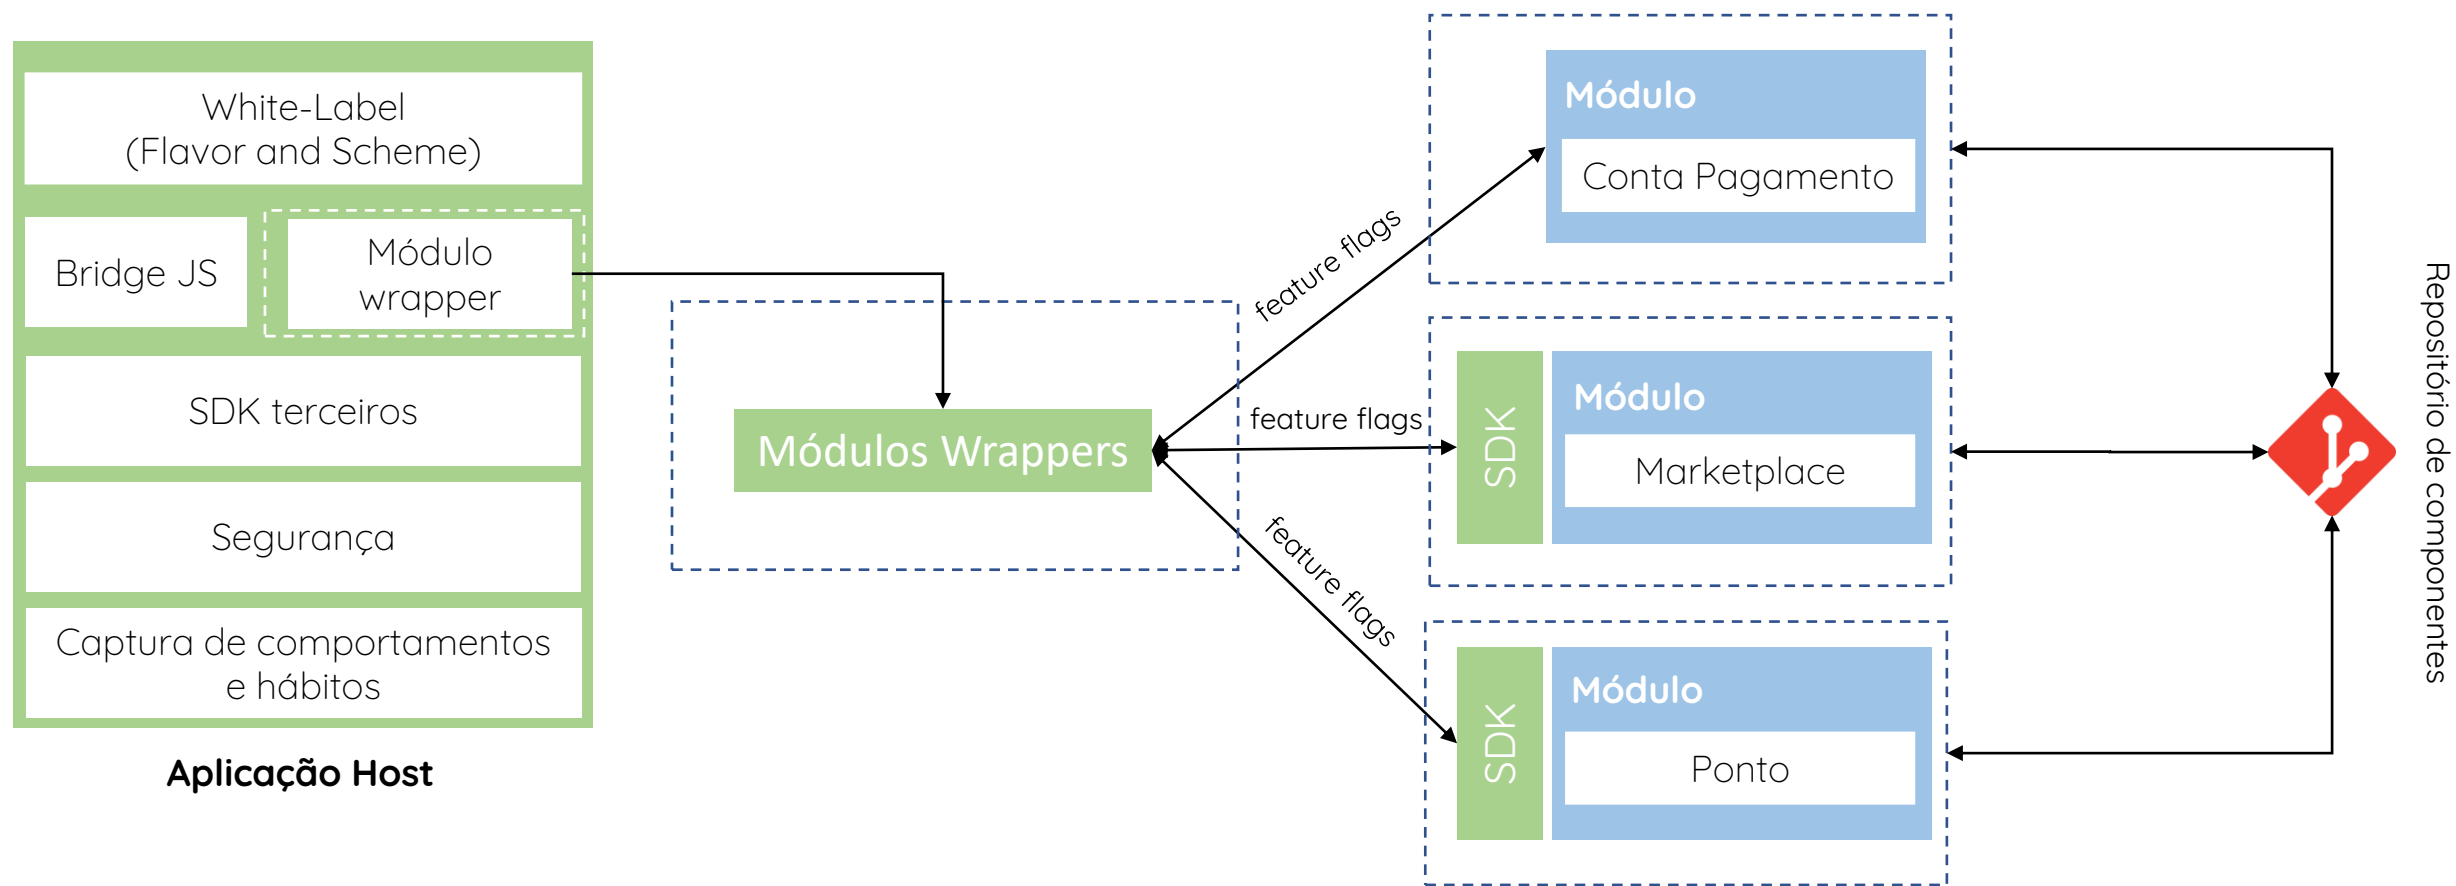 White-Label
(Flavor and Scheme)
Bridge JS
Módulo
wrapper
SDK terceiros
Segurança
Captura de comportamentos
e hábitos
Aplicação Host
Módulos Wrappers
feature flags
feature flags
feature flags
Módulo
Conta Pagamento
SDK
Módulo
Marketplace
SDK
Módulo
Ponto
Repositório de componentes